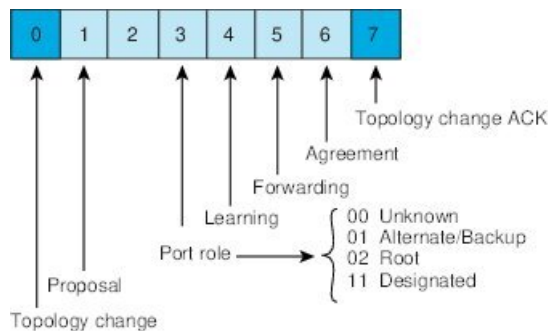 0 1 2 3 4 5 6 7
Topology change ACK
Agreement
Forwarding
Learning
Port role
00 Unknown
01 Alternate/Backup
02 Root
11 Designated
Proposal
Topology change